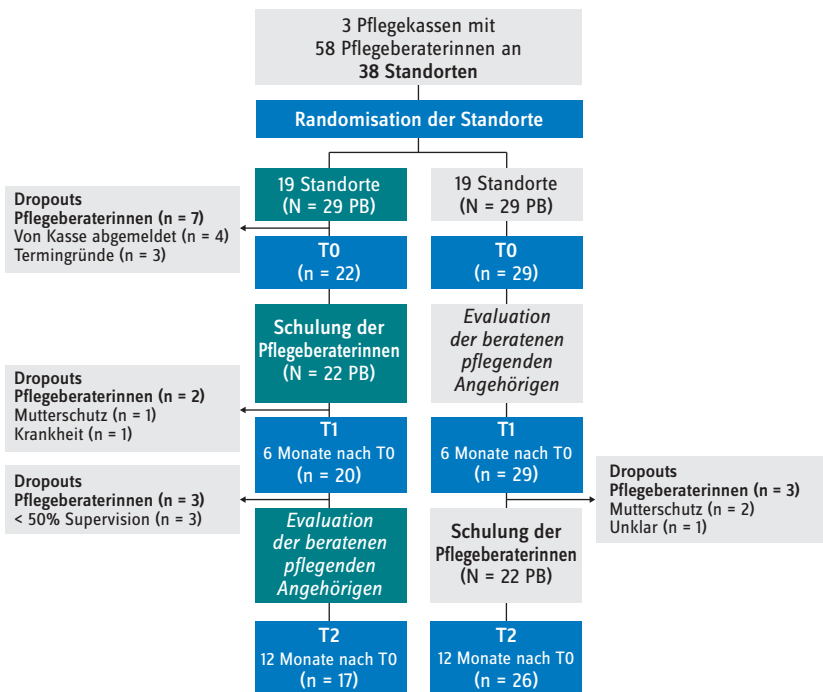 3 Pflegekassen mit
58 Pflegeberaterinnen an
38 Standorten
Randomisation der Standorte
19 Standorte
(N = 29 PB)
19 Standorte
(N = 29 PB)
Dropouts
Pflegeberaterinnen (n = 7)
Von Kasse abgemeldet (n = 4)
Termingründe (n = 3)
T0
(n = 22)
T0
(n = 29)
Schulung der
Pflegeberaterinnen
(N = 22 PB)
Evaluation
der beratenen
pflegenden
Angehörigen
Dropouts
Pflegeberaterinnen (n = 2)
Mutterschutz (n = 1)
Krankheit (n = 1)
T1
6 Monate nach T0
(n = 20)
T1
6 Monate nach T0
(n = 29)
Dropouts
Pflegeberaterinnen (n = 3)
< 50% Supervision (n = 3)
Dropouts
Pflegeberaterinnen (n = 3)
Mutterschutz (n = 2)
Unklar (n = 1)
Evaluation
der beratenen
pflegenden
Angehörigen
Schulung der
Pflegeberaterinnen
(N = 22 PB)
T2
12 Monate nach T0
(n = 17)
T2
12 Monate nach T0
(n = 26)